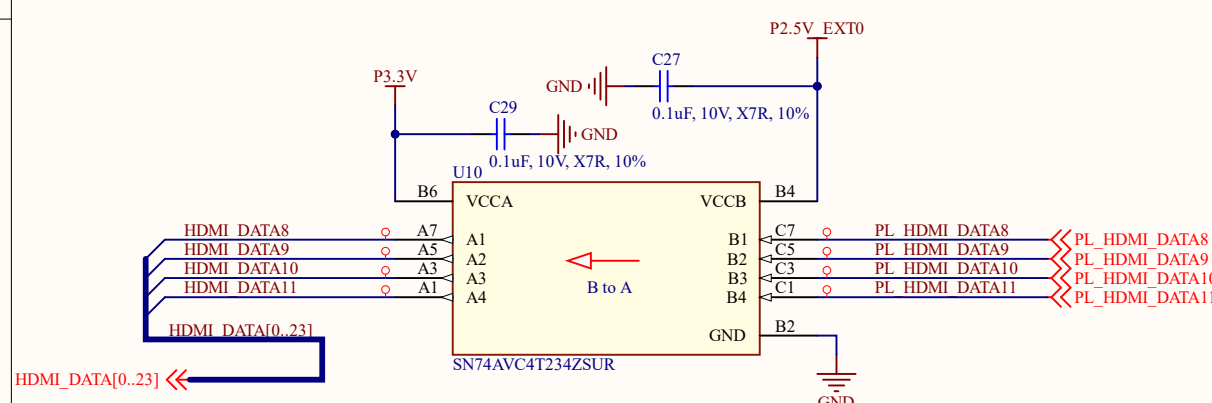 P2.5V_EXT0
C27
P3.3V
GND
0.1uF, 10V, X7R, 10%
C29
GND
0.1uF, 10V, X7R, 10%
U10
B6 VCCA VCCB B4
HDMI_DATA8 A7 A1 B1 C7 PL_HDMI_DATA8 PL_HDMI_DATA8
HDMI_DATA9 A5 A2 B2 C5 PL_HDMI_DATA9 PL_HDMI_DATA9
HDMI_DATA10 A3 A3 B3 C3 PL_HDMI_DATA10 PL_HDMI_DATA10
HDMI_DATA11 A1 A4 B4 C1 PL_HDMI_DATA11 PL_HDMI_DATA11
B to A
HDMI_DATA[0..23]
GND B2
SN74AVC4T234ZSUR
HDMI_DATA[0..23]
GND